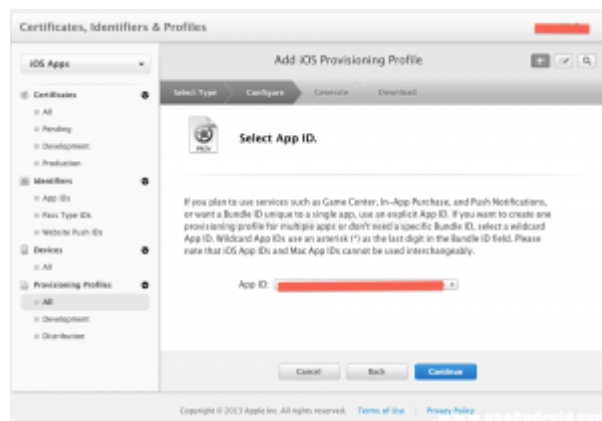 Certificates, Identifiers & Profiles
iOS Apps
Add iOS Provisioning Profile
Certificates
All
Pending
Development
Production
Identifiers
App IDs
Pass Type IDs
Website Push IDs
Devices
All
Provisioning Profiles
All
Development
Distribution
Select Type
Configure
Generate
Download
PROV
Select App ID.
If you plan to use services such as Game Center, In-App Purchase, and Push Notifications,
or want a Bundle ID unique to a single app, use an explicit App ID. If you want to create one
provisioning profile for multiple apps or don't need a specific Bundle ID, select a wildcard
App ID. Wildcard App IDs use an asterisk (*) as the last digit in the Bundle ID field. Please
note that iOS App IDs and Mac App IDs cannot be used interchangeably.
App ID:
Cancel
Back
Continue
Copyright © 2013 Apple Inc. All rights reserved.
Terms of Use
Privacy Policy